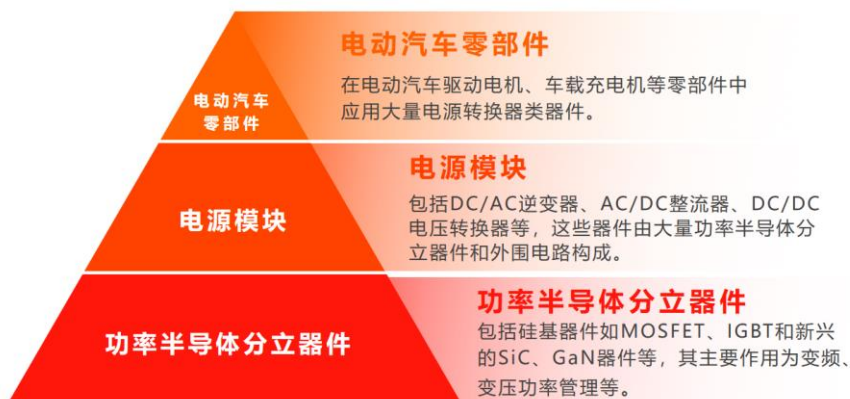 电动汽车零部件
在电动汽车驱动电机、车载充电机等零部件中
应用大量电源转换器类器件。
电动汽车
零部件
电源模块
包括DC/AC逆变器、AC/DC整流器、DC/DC
电压转换器等，这些器件由大量功率半导体分
立器件和外围电路构成。
电源模块
功率半导体分立器件
包括硅基器件如MOSFET、IGBT和新兴
的SiC、GaN器件等，其主要作用为变频、
变压功率管理等。
功率半导体分立器件